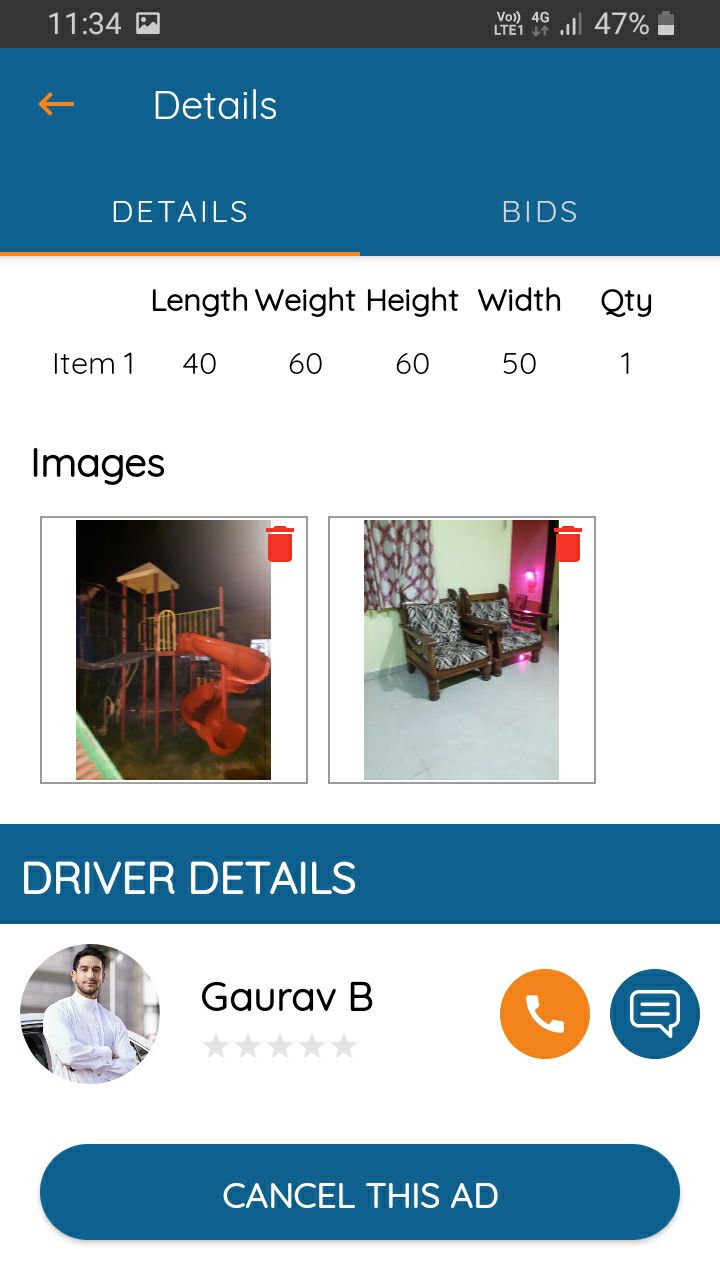 11:34 Vo) 4G LTE1 47%
Details
DETAILS BIDS
Length Weight Height Width Qty
Item 1 40 60 60 50 1
Images
DRIVER DETAILS
Gaurav B
CANCEL THIS AD